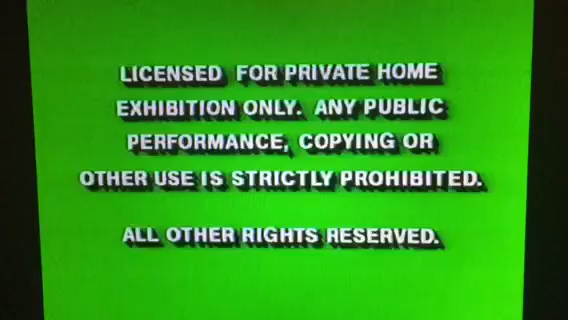 LICENSED FOR PRIVATE HOME
EXHIBITION ONLY. ANY PUBLIC
PERFORMANCE, COPYING OR
OTHER USE IS STRICTLY PROHIBITED.
ALL OTHER RIGHTS RESERVED.